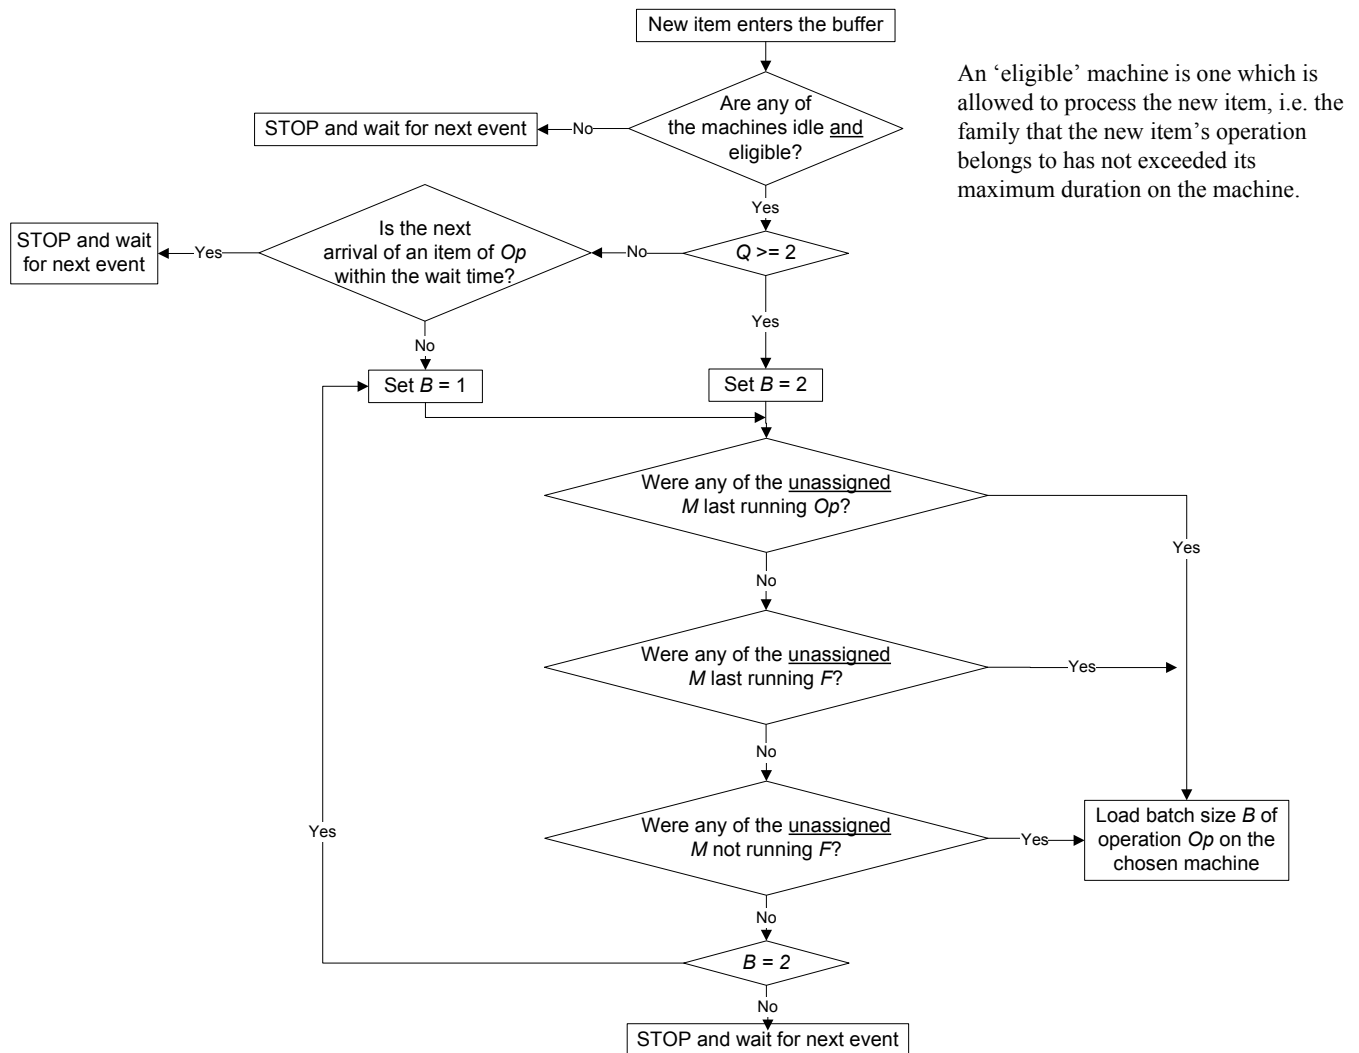 New item enters the buffer
An ‘eligible’ machine is one which is
allowed to process the new item, i.e. the
family that the new item’s operation
belongs to has not exceeded its
maximum duration on the machine.
Are any of
the machines idle and
eligible?
No
STOP and wait for next event
Yes
Q >= 2
No
Is the next
arrival of an item of Op
within the wait time?
Yes
STOP and wait
for next event
No
Yes
Set B = 1
Set B = 2
Were any of the unassigned
M last running Op?
Yes
No
Were any of the unassigned
M last running F?
Yes
No
Were any of the unassigned
M not running F?
Yes
Load batch size B of
operation Op on the
chosen machine
No
B = 2
Yes
No
STOP and wait for next event